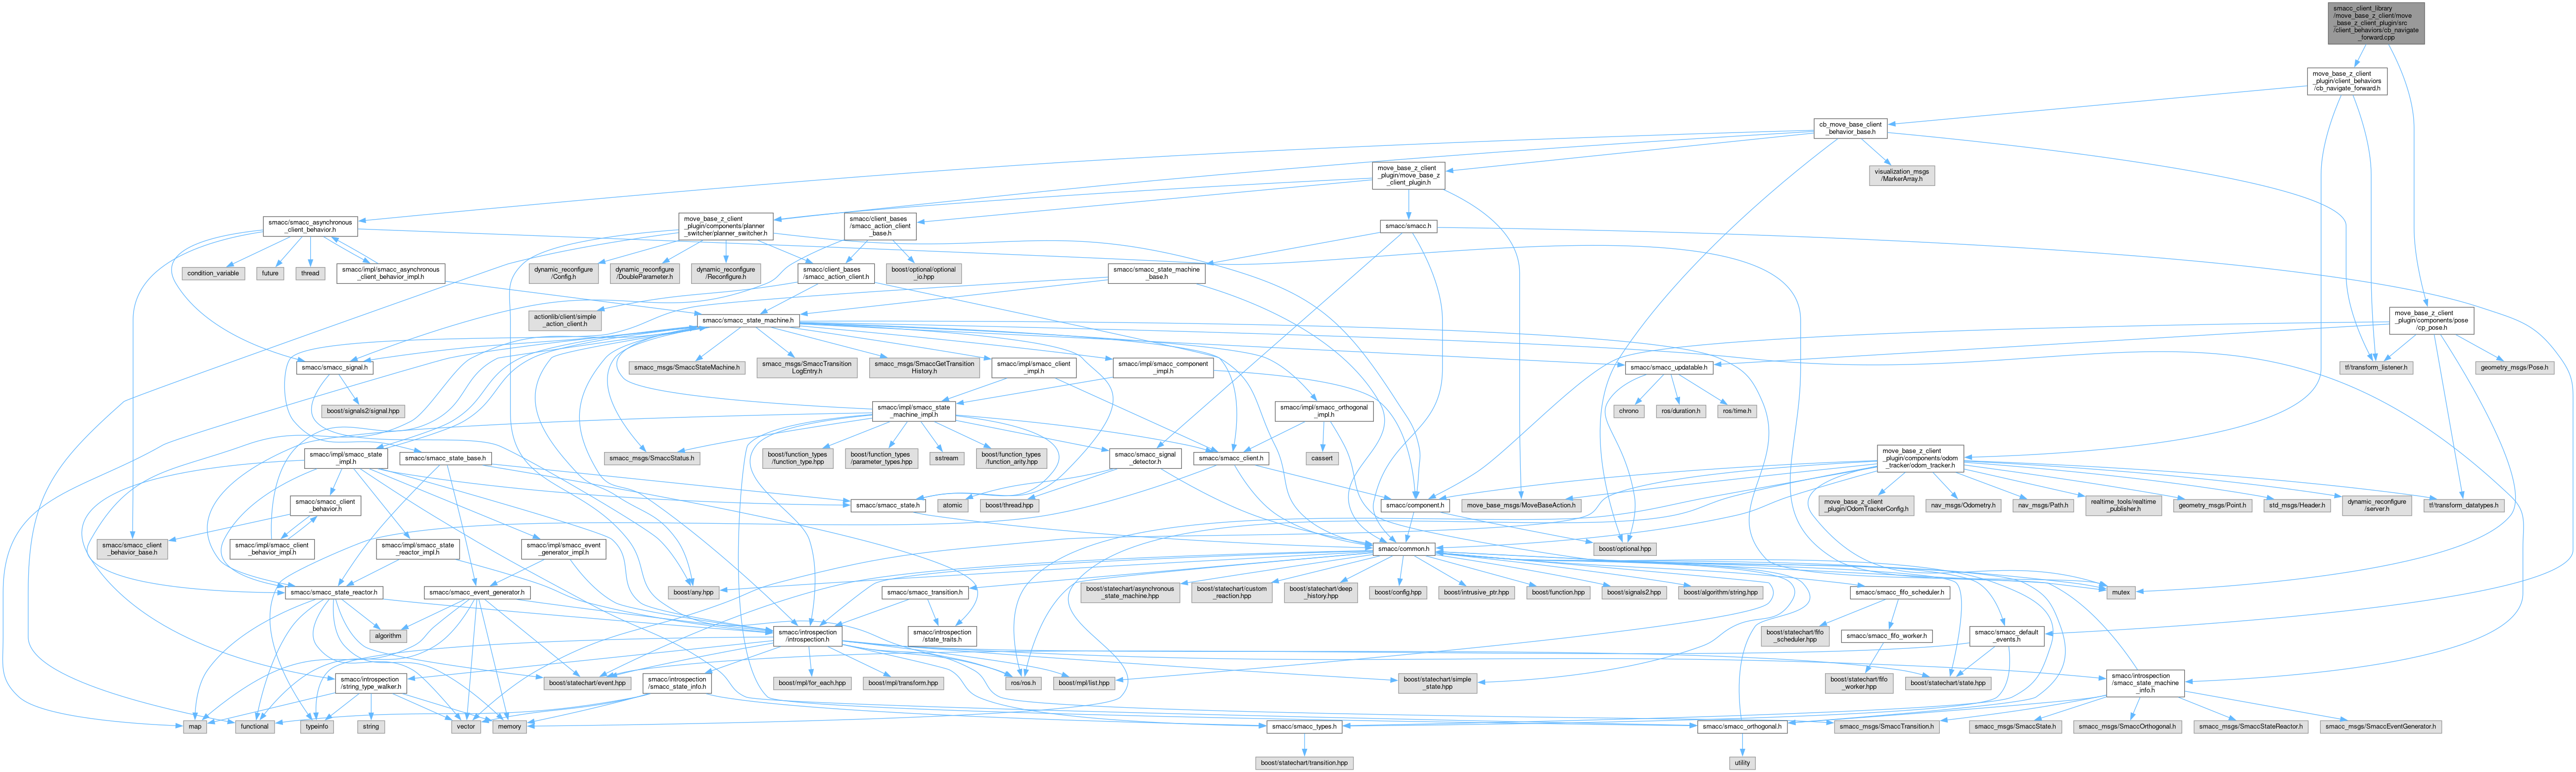 smacc_client_library
/move_base_z_client/move
_base_z_client_plugin/src
/client_behaviors/cb_navigate
_forward.cpp
move_base_z_client
_plugin/client_behaviors
/cb_navigate_forward.h
cb_move_base_client
_behavior_base.h
move_base_z_client
_plugin/move_base_z
_client_plugin.h
visualization_msgs
/MarkerArray.h
smacc/smacc_asynchronous
_client_behavior.h
move_base_z_client
_plugin/components/planner
_switcher/planner_switcher.h
smacc/client_bases
/smacc_action_client
_base.h
smacc/smacc.h
condition_variable
future
thread
smacc/impl/smacc_asynchronous
_client_behavior_impl.h
dynamic_reconfigure
/Config.h
dynamic_reconfigure
/DoubleParameter.h
dynamic_reconfigure
/Reconfigure.h
smacc/client_bases
/smacc_action_client.h
boost/optional/optional
_io.hpp
smacc/smacc_state_machine
_base.h
actionlib/client/simple
_action_client.h
smacc/smacc_state_machine.h
move_base_z_client
_plugin/components/pose
/cp_pose.h
smacc/smacc_signal.h
smacc_msgs/SmaccStateMachine.h
smacc_msgs/SmaccTransition
LogEntry.h
smacc_msgs/SmaccGetTransition
History.h
smacc/impl/smacc_client
_impl.h
smacc/impl/smacc_component
_impl.h
smacc/smacc_updatable.h
tf/transform_listener.h
geometry_msgs/Pose.h
boost/signals2/signal.hpp
smacc/impl/smacc_state
_machine_impl.h
smacc/impl/smacc_orthogonal
_impl.h
chrono
ros/duration.h
ros/time.h
smacc/impl/smacc_state
_impl.h
smacc/smacc_state_base.h
smacc_msgs/SmaccStatus.h
boost/function_types
/function_type.hpp
boost/function_types
/parameter_types.hpp
sstream
boost/function_types
/function_arity.hpp
smacc/smacc_signal
_detector.h
smacc/smacc_client.h
cassert
move_base_z_client
_plugin/components/odom
_tracker/odom_tracker.h
smacc/smacc_client
_behavior.h
smacc/smacc_state.h
atomic
boost/thread.hpp
smacc/component.h
move_base_msgs/MoveBaseAction.h
move_base_z_client
_plugin/OdomTrackerConfig.h
nav_msgs/Odometry.h
nav_msgs/Path.h
realtime_tools/realtime
_publisher.h
geometry_msgs/Point.h
std_msgs/Header.h
dynamic_reconfigure
/server.h
tf/transform_datatypes.h
smacc/smacc_client
_behavior_base.h
smacc/impl/smacc_client
_behavior_impl.h
smacc/impl/smacc_state
_reactor_impl.h
smacc/impl/smacc_event
_generator_impl.h
smacc/common.h
boost/optional.hpp
smacc/smacc_state_reactor.h
smacc/smacc_event_generator.h
boost/any.hpp
smacc/smacc_transition.h
boost/statechart/asynchronous
_state_machine.hpp
boost/statechart/custom
_reaction.hpp
boost/statechart/deep
_history.hpp
boost/config.hpp
boost/intrusive_ptr.hpp
boost/function.hpp
boost/signals2.hpp
boost/algorithm/string.hpp
smacc/smacc_fifo_scheduler.h
mutex
algorithm
smacc/introspection
/introspection.h
smacc/introspection
/state_traits.h
boost/statechart/fifo
_scheduler.hpp
smacc/smacc_fifo_worker.h
smacc/smacc_default
_events.h
smacc/introspection
/string_type_walker.h
boost/statechart/event.hpp
smacc/introspection
/smacc_state_info.h
boost/mpl/for_each.hpp
boost/mpl/transform.hpp
ros/ros.h
boost/mpl/list.hpp
boost/statechart/simple
_state.hpp
boost/statechart/fifo
_worker.hpp
boost/statechart/state.hpp
smacc/introspection
/smacc_state_machine
_info.h
map
functional
typeinfo
string
vector
memory
smacc/smacc_types.h
smacc/smacc_orthogonal.h
smacc_msgs/SmaccTransition.h
smacc_msgs/SmaccState.h
smacc_msgs/SmaccOrthogonal.h
smacc_msgs/SmaccStateReactor.h
smacc_msgs/SmaccEventGenerator.h
boost/statechart/transition.hpp
utility